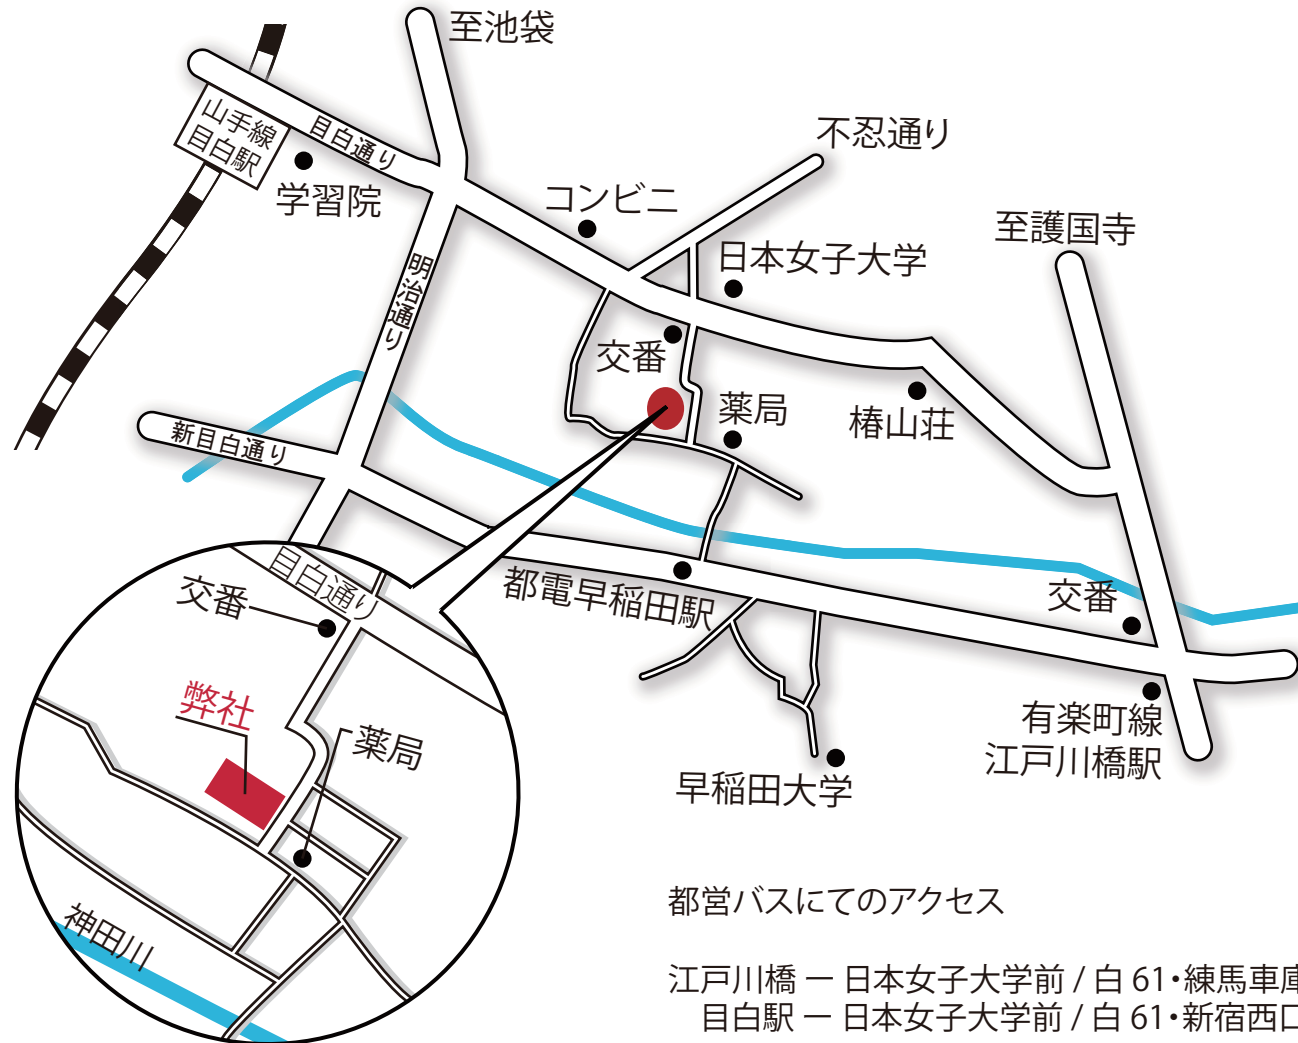 至池袋
山手線
目白駅
目白通り
学習院
不忍通り
コンビニ
至護国寺
日本女子大学
明治通り
交番
薬局
椿山荘
新目白通り
都電早稲田駅
交番
有楽町線
江戸川橋駅
早稲田大学
目白通り
交番
弊社
薬局
神田川
都営バスにてのアクセス
江戸川橋 ー 日本女子大学前 / 白 61・練馬車庫
目白駅 ー 日本女子大学前 / 白 61・新宿西口